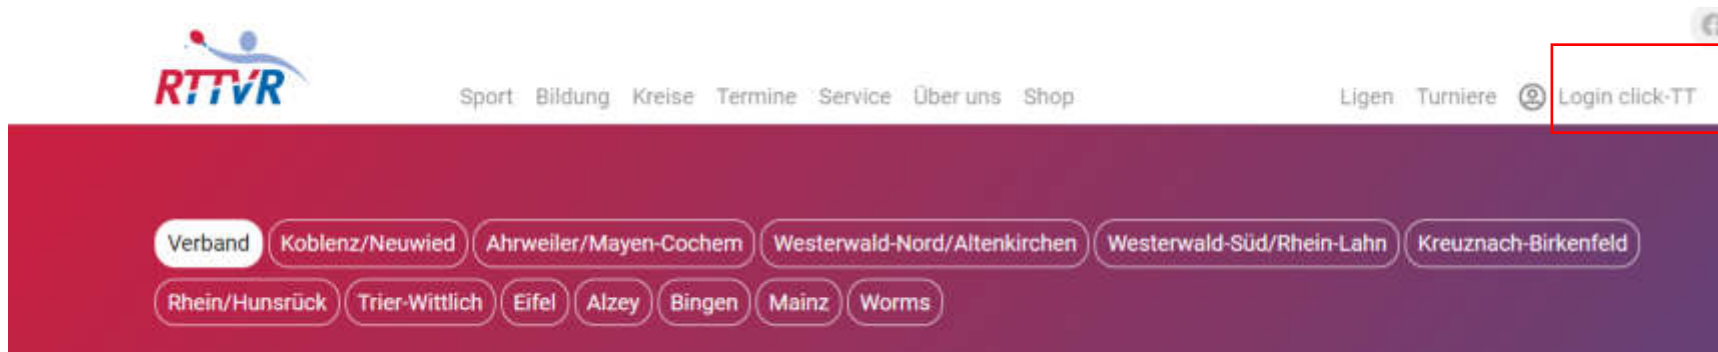 RTTVR
Sport Bildung Kreise Termine Service Über uns Shop Ligen Turniere Login click-TT
Verband Koblenz/Neuwied Ahrweiler/Mayen-Cochem Westerwald-Nord/Altenkirchen Westerwald-Süd/Rhein-Lahn Kreuznach-Birkenfeld
Rhein/Hunsrück Trier-Wittlich Eifel Alzey Bingen Mainz Worms